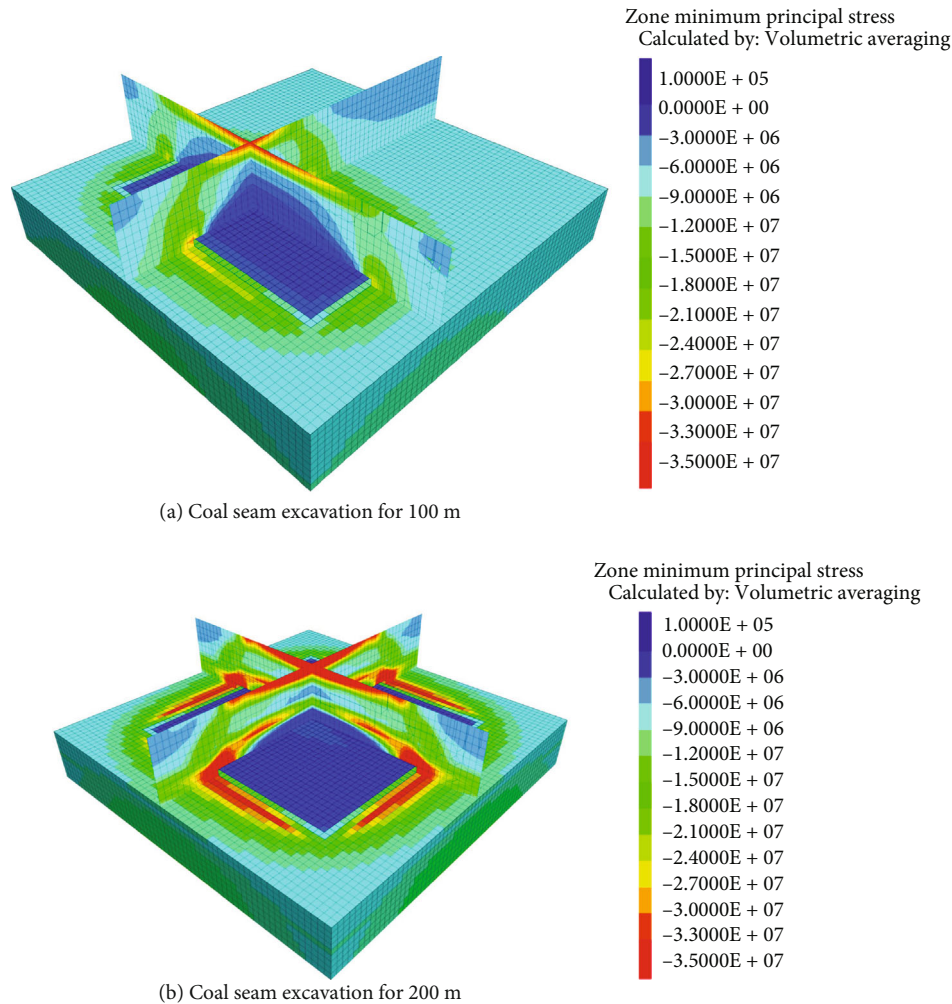 Zone minimum principal stress
Calculated by: Volumetric averaging
1.0000E + 05
0.0000E + 00
–3.0000E + 06
–6.0000E + 06
–9.0000E + 06
–1.2000E + 07
–1.5000E + 07
–1.8000E + 07
–2.1000E + 07
–2.4000E + 07
–2.7000E + 07
–3.0000E + 07
–3.3000E + 07
–3.5000E + 07
(a) Coal seam excavation for 100 m
Zone minimum principal stress
Calculated by: Volumetric averaging
1.0000E + 05
0.0000E + 00
–3.0000E + 06
–6.0000E + 06
–9.0000E + 06
–1.2000E + 07
–1.5000E + 07
–1.8000E + 07
–2.1000E + 07
–2.4000E + 07
–2.7000E + 07
–3.0000E + 07
–3.3000E + 07
–3.5000E + 07
(b) Coal seam excavation for 200 m